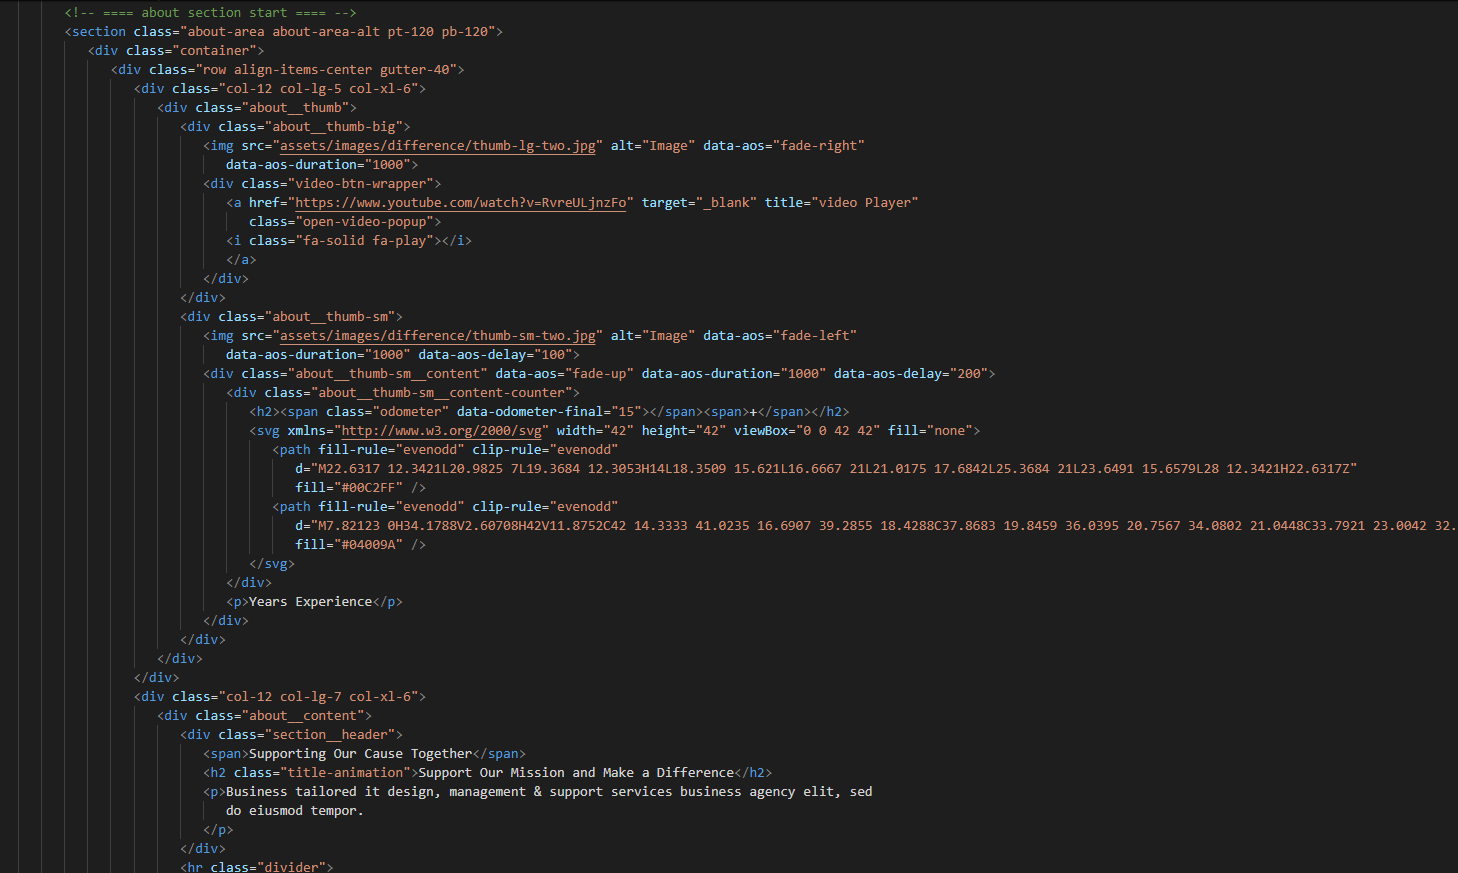 <!-- ==== about section start ==== -->
<section class="about-area about-area-alt pt-120 pb-120">
<div class="container">
<div class="row align-items-center gutter-40">
<div class="col-12 col-lg-5 col-xl-6">
<div class="about__thumb">
<div class="about__thumb-big">
<img src="assets/images/difference/thumb-lg-two.jpg" alt="Image" data-aos="fade-right"
data-aos-duration="1000">
<div class="video-btn-wrapper">
<a href="https://www.youtube.com/watch?v=RvreULjnzFo" target="_blank" title="video Player"
class="open-video-popup">
<i class="fa-solid fa-play"></i>
</a>
</div>
</div>
<div class="about__thumb-sm">
<img src="assets/images/difference/thumb-sm-two.jpg" alt="Image" data-aos="fade-left"
data-aos-duration="1000" data-aos-delay="100">
<div class="about__thumb-sm__content" data-aos="fade-up" data-aos-duration="1000" data-aos-delay="200">
<div class="about__thumb-sm__content-counter">
<h2><span class="odometer" data-odometer-final="15"></span><span>+</span></h2>
<svg xmlns="http://www.w3.org/2000/svg" width="42" height="42" viewBox="0 0 42 42" fill="none">
<path fill-rule="evenodd" clip-rule="evenodd"
d="M22.6317 12.3421L20.9825 7L19.3684 12.3053H14L18.3509 15.621L16.6667 21L21.0175 17.6842L25.3684 21L23.6491 15.6579L28 12.3421H22.6317Z"
fill="#00C2FF" />
<path fill-rule="evenodd" clip-rule="evenodd"
d="M7.82123 0H34.1788V2.60708H42V11.8752C42 14.3333 41.0235 16.6907 39.2855 18.4288C37.8683 19.8459 36.0395 20.7567 34.0802 21.0448C33.7921 23.0042 32.
fill="#04009A" />
</svg>
</div>
<p>Years Experience</p>
</div>
</div>
</div>
</div>
<div class="col-12 col-lg-7 col-xl-6">
<div class="about__content">
<div class="section__header">
<span>Supporting Our Cause Together</span>
<h2 class="title-animation">Support Our Mission and Make a Difference</h2>
<p>Business tailored it design, management & support services business agency elit, sed
do eiusmod tempor.
</p>
</div>
<hr class="divider">